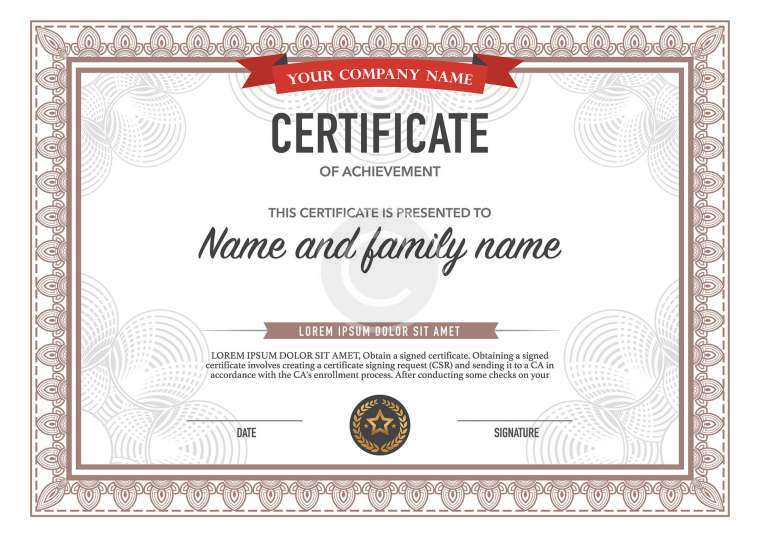 YOUR COMPANY NAME
CERTIFICATE
OF ACHIEVEMENT
THIS CERTIFICATE IS PRESENTED TO
Name and family name
LOREM IPSUM DOLOR SIT AMET
LOREM IPSUM DOLOR SIT AMET, Obtain a signed certificate. Obtaining a signed
certificate involves creating a certificate signing request (CSR) and sending it to a CA in
accordance with the CA's enrollment process. After conducting some checks on your
DATE
SIGNATURE